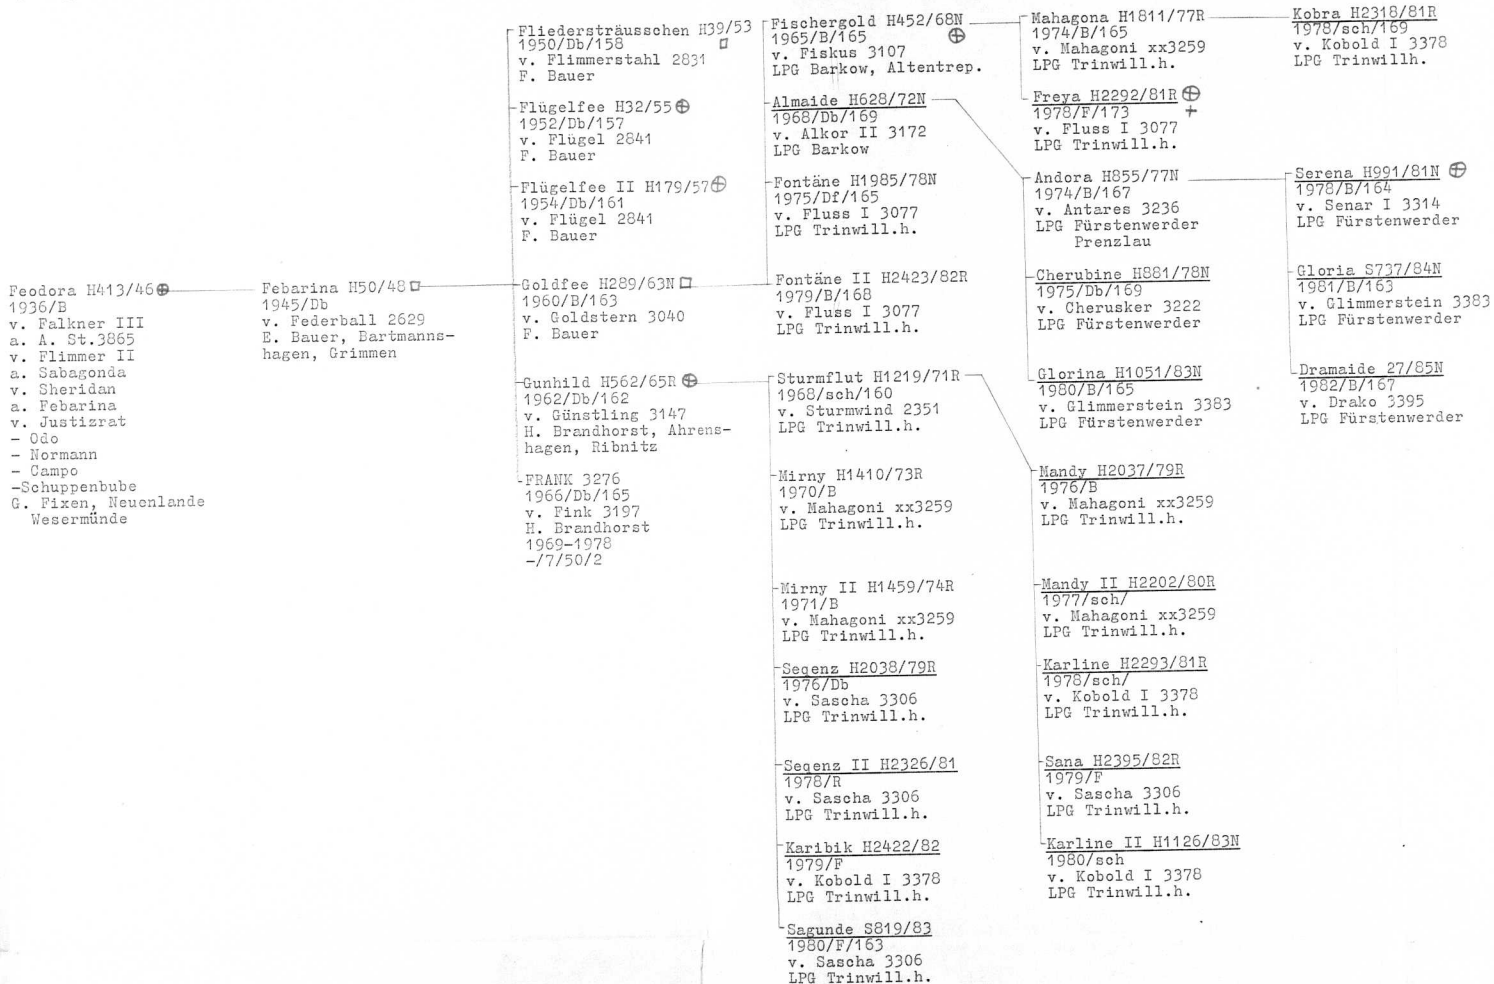 Feodora H413/46
1936/B
v. Falkner III
a. A. St.3865
v. Flimmer II
a. Sabagonda
v. Sheridan
a. Febarina
v. Justizrat
- Odo
- Normann
- Campo
-Schuppenbube
G. Fixen, Neuenlande
Wesermünde
Febarina H50/48
1945/Db
v. Federball 2629
E. Bauer, Bartmanns-
hagen, Grimmen
Fliedersträusschen H39/53
1950/Db/158
v. Flimmerstahl 2831
F. Bauer
Flügelfee H32/55
1952/Db/157
v. Flügel 2841
F. Bauer
Flügelfee II H179/57
1954/Db/161
v. Flügel 2841
F. Bauer
Goldfee H289/63N
1960/B/163
v. Goldstern 3040
F. Bauer
Gunhild H562/65R
1962/Db/162
v. Günstling 3147
H. Brandhorst, Ahrens-
hagen, Ribnitz
FRANK 3276
1966/Db/165
v. Fink 3197
H. Brandhorst
1969-1978
-/7/50/2
Fischergold H452/68N
1965/B/165
v. Fiskus 3107
LPG Barkow, Altentrep.
Almaide H628/72N
1968/Db/169
v. Alkor II 3172
LPG Barkow
Fontäne H1985/78N
1975/Df/165
v. Fluss I 3077
LPG Trinwill.h.
Fontäne II H2423/82R
1979/B/168
v. Fluss I 3077
LPG Trinwill.h.
Sturmflut H1219/71R
1968/sch/160
v. Sturmwind 2351
LPG Trinwill.h.
Mirny H1410/73R
1970/B
v. Mahagoni xx3259
LPG Trinwill.h.
Mirny II H1459/74R
1971/B
v. Mahagoni xx3259
LPG Trinwill.h.
Seqenz H2038/79R
1976/Db
v. Sascha 3306
LPG Trinwill.h.
Seqenz II H2326/81
1978/R
v. Sascha 3306
LPG Trinwill.h.
Karibik H2422/82
1979/F
v. Kobold I 3378
LPG Trinwill.h.
Sagunde S819/83
1980/F/163
v. Sascha 3306
LPG Trinwill.h.
Mahagona H1811/77R
1974/B/165
v. Mahagoni xx3259
LPG Trinwill.h.
Freya H2292/81R
1978/F/173
v. Fluss I 3077
LPG Trinwill.h.
Andora H855/77N
1974/B/167
v. Antares 3236
LPG Fürstenwerder
Prenzlau
Cherubine H881/78N
1975/Db/169
v. Cherusker 3222
LPG Fürstenwerder
Glorina H1051/83N
1980/B/165
v. Glimmerstein 3383
LPG Fürstenwerder
Mandy H2037/79R
1976/B
v. Mahagoni xx3259
LPG Trinwill.h.
Mandy II H2202/80R
1977/sch/
v. Mahagoni xx3259
LPG Trinwill.h.
Karline H2293/81R
1978/sch/
v. Kobold I 3378
LPG Trinwill.h.
Sana H2395/82R
1979/F
v. Sascha 3306
LPG Trinwill.h.
Karline II H1126/83N
1980/sch
v. Kobold I 3378
LPG Trinwill.h.
Kobra H2318/81R
1978/sch/169
v. Kobold I 3378
LPG Trinwillh.
Serena H991/81N
1978/B/164
v. Senar I 3314
LPG Fürstenwerder
Gloria S737/84N
1981/B/163
v. Glimmerstein 3383
LPG Fürstenwerder
Dramaide 27/85N
1982/B/167
v. Drako 3395
LPG Fürstenwerder